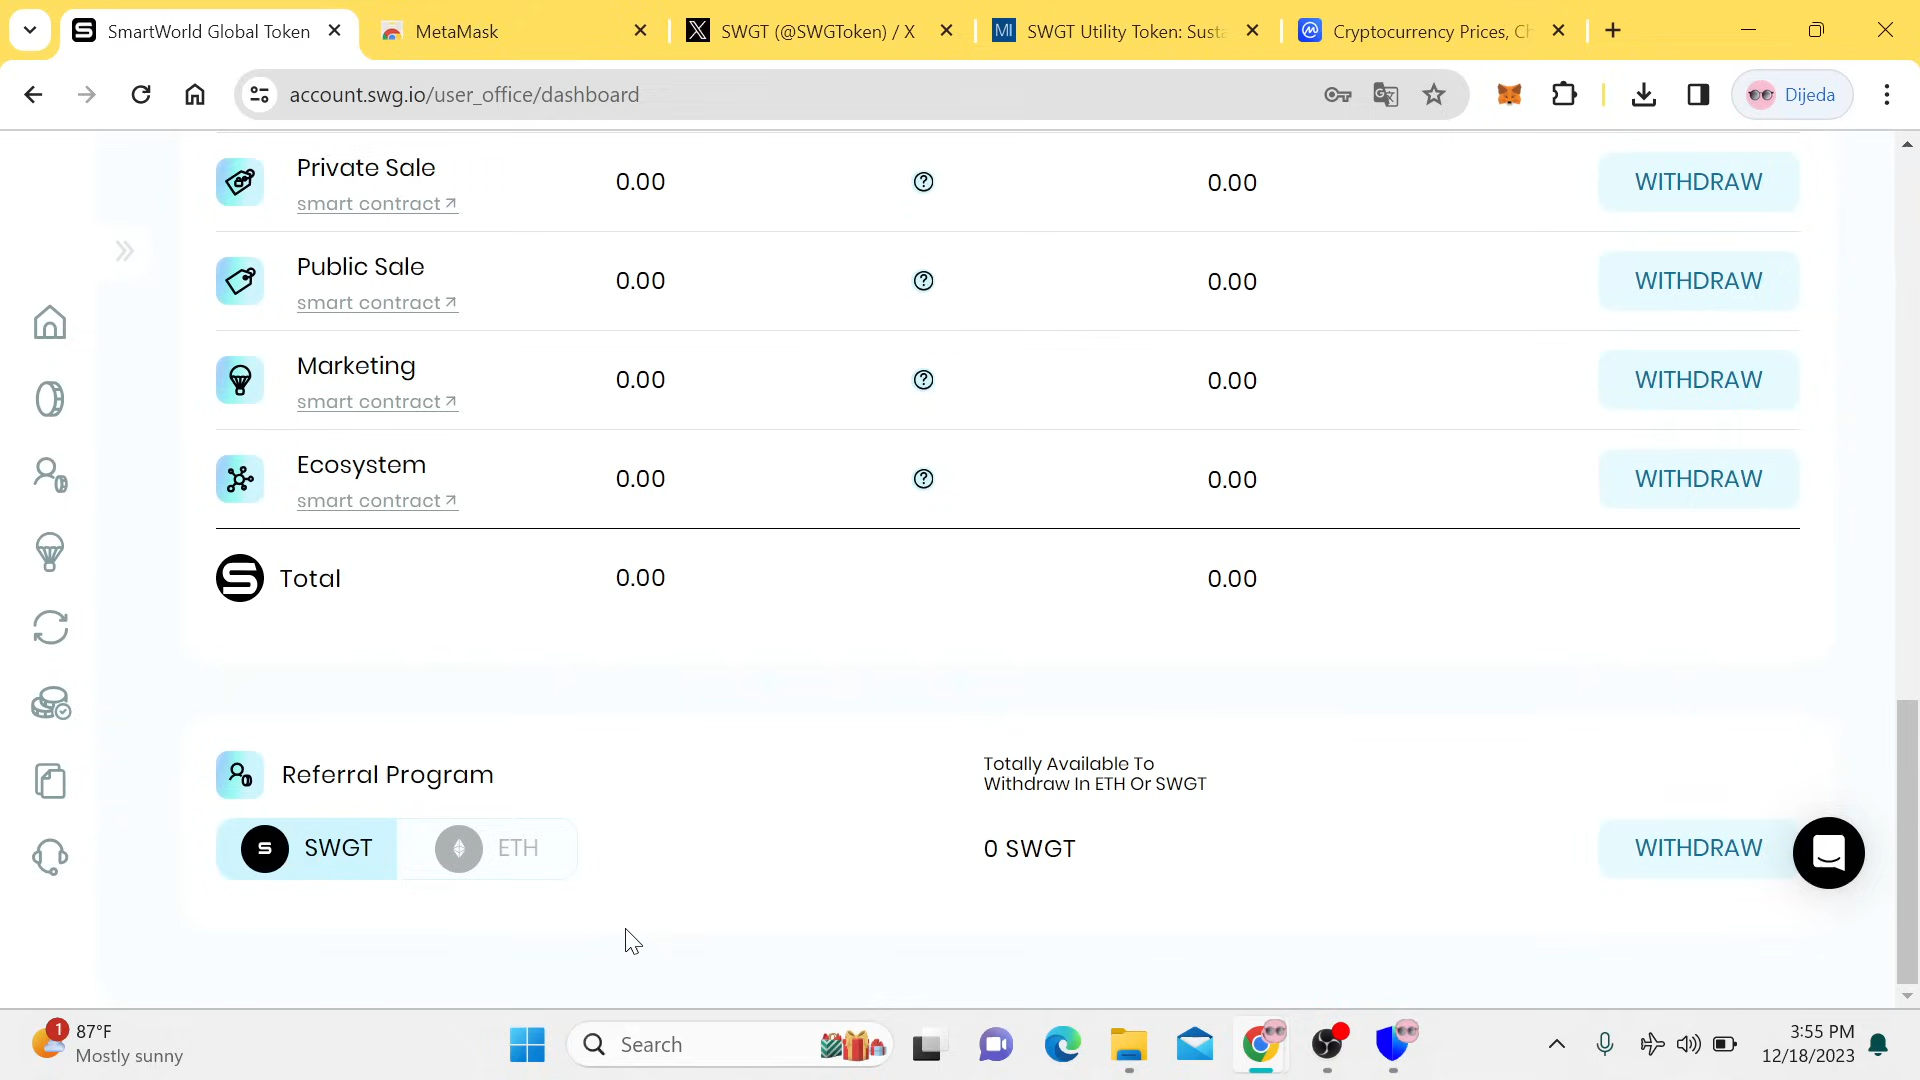 SmartWorld Global Token
MetaMask
SWGT (@SWGToken) / X
MI
SWGT Utility Token: Susta
Cryptocurrency Prices, Ch
account.swg.io/user_office/dashboard
Dijeda
Private Sale
smart contract
0.00
0.00
WITHDRAW
Public Sale
smart contract
0.00
0.00
WITHDRAW
Marketing
smart contract
0.00
0.00
WITHDRAW
Ecosystem
smart contract
0.00
0.00
WITHDRAW
Total
0.00
0.00
Referral Program
Totally Available To
Withdraw In ETH Or SWGT
SWGT
ETH
0 SWGT
WITHDRAW
1
87°F
Mostly sunny
Search
3:55 PM
12/18/2023